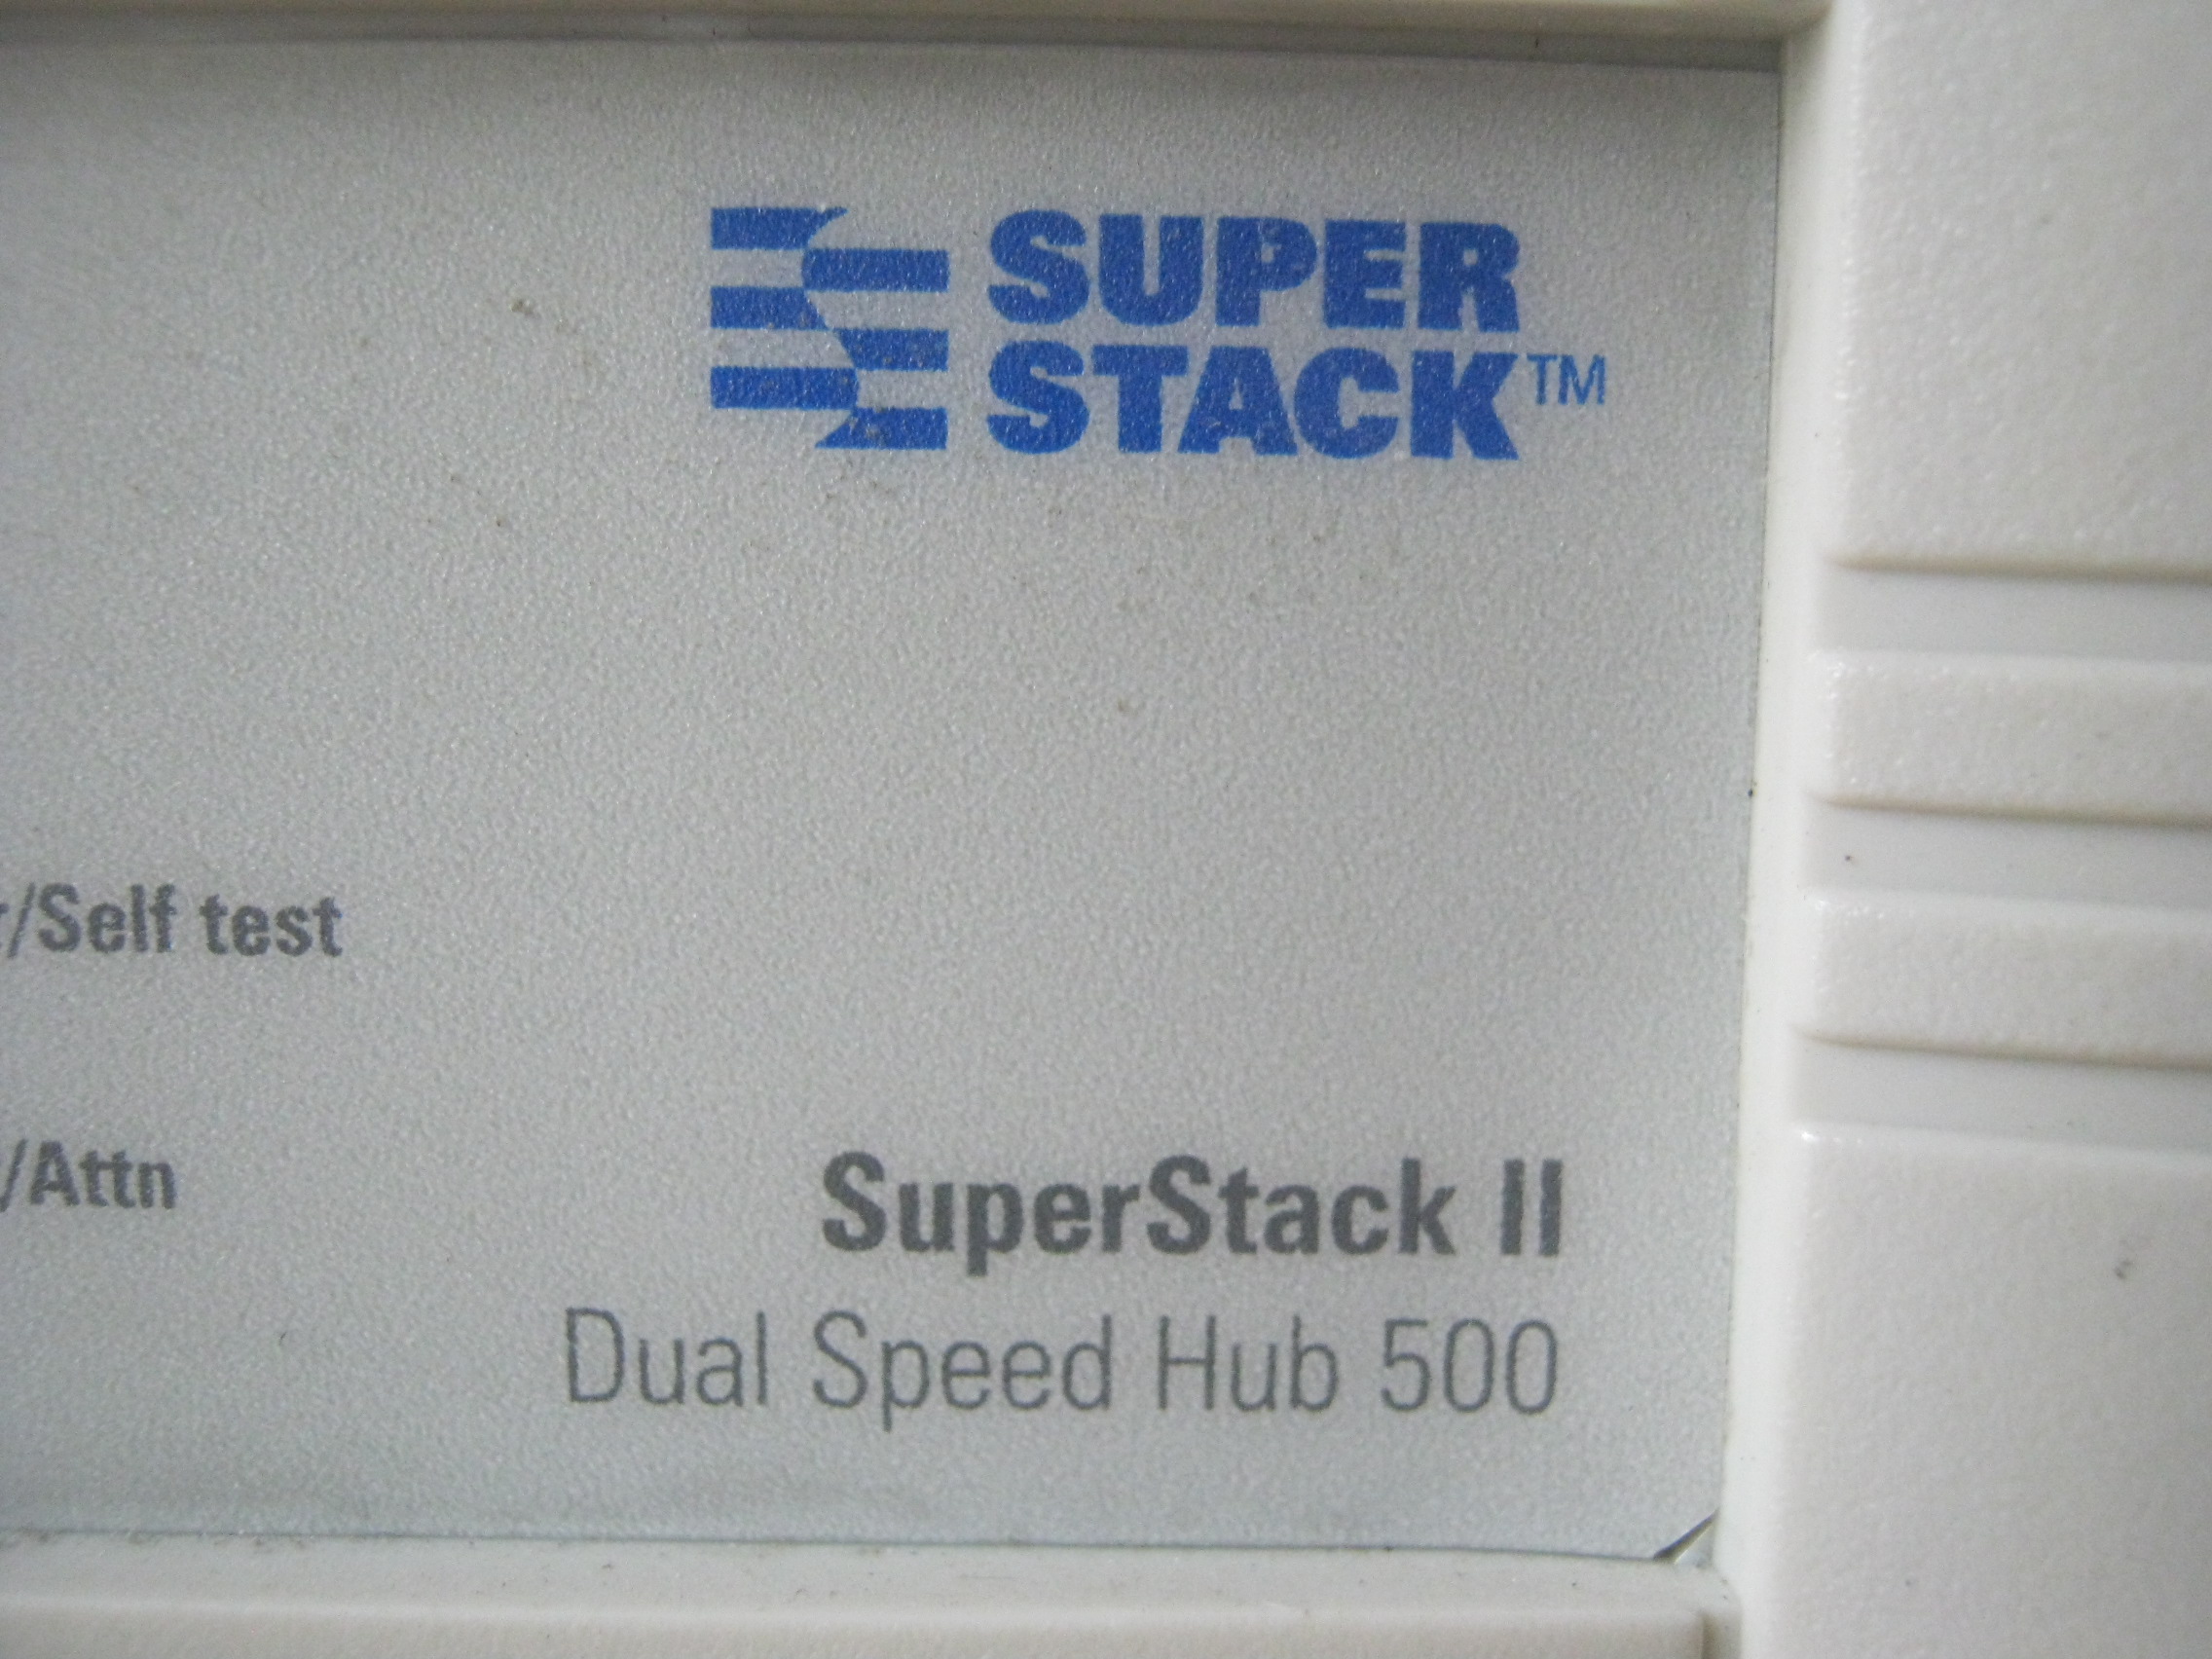 SUPER
STACK™
/Self test
/Attn
SuperStack II
Dual Speed Hub 500